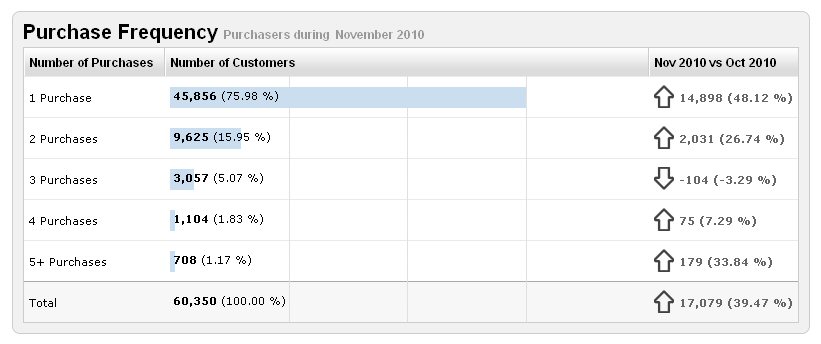 Purchase Frequency Purchasers during November 2010
Number of Purchases Number of Customers Nov 2010 vs Oct 2010
1 Purchase 45,856 (75.98 %) 14,898 (48.12 %)
2 Purchases 9,625 (15.95 %) 2,031 (26.74 %)
3 Purchases 3,057 (5.07 %) -104 (-3.29 %)
4 Purchases 1,104 (1.83 %) 75 (7.29 %)
5+ Purchases 708 (1.17 %) 179 (33.84 %)
Total 60,350 (100.00 %) 17,079 (39.47 %)